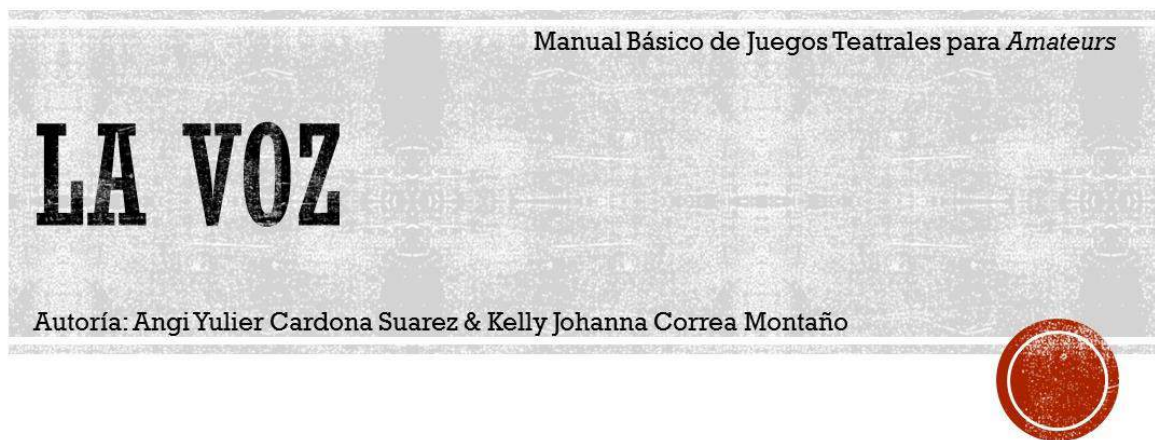 Manual Básico de Juegos Teatrales para Amateurs
LA VOZ
Autoría: Angi Yulier Cardona Suarez & Kelly Johanna Correa Montaño